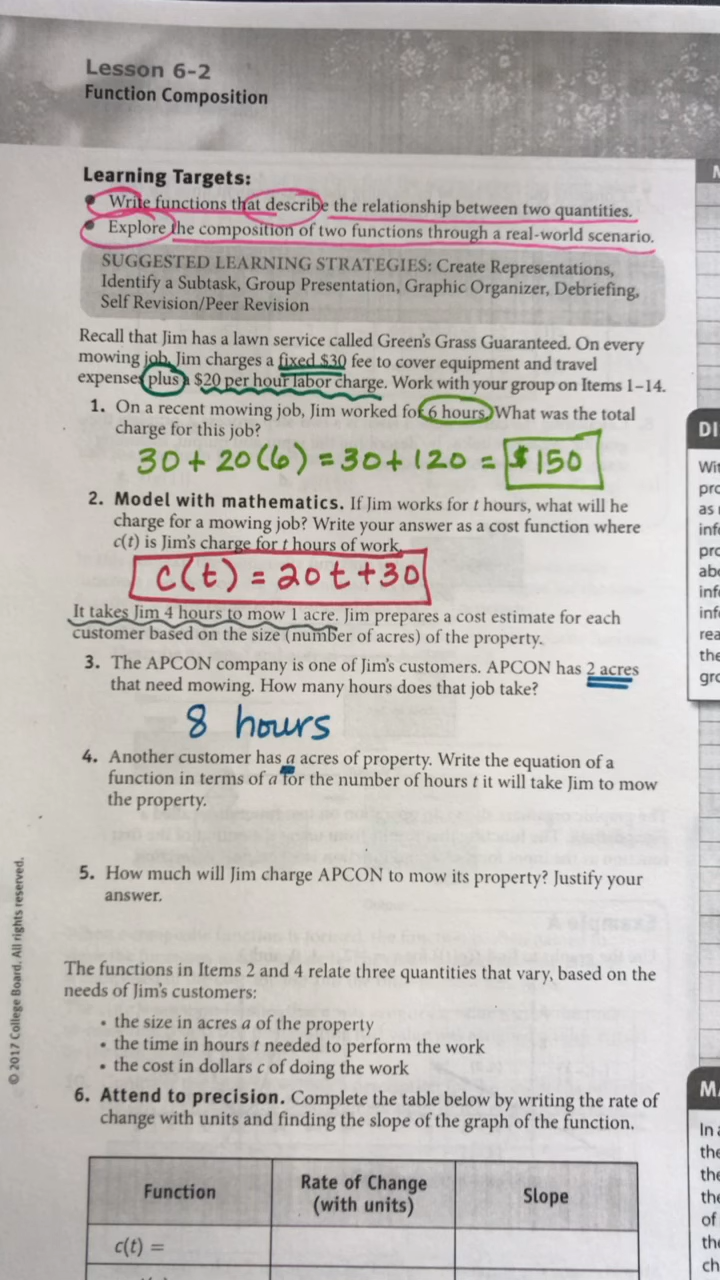 Lesson 6-2
Function Composition
Learning Targets:
• Write functions that describe the relationship between two quantities.
• Explore the composition of two functions through a real-world scenario.
SUGGESTED LEARNING STRATEGIES: Create Representations,
Identify a Subtask, Group Presentation, Graphic Organizer, Debriefing,
Self Revision/Peer Revision
Recall that Jim has a lawn service called Green's Grass Guaranteed. On every
mowing job, Jim charges a fixed $30 fee to cover equipment and travel
expenses plus a $20 per hour labor charge. Work with your group on Items 1–14.
1. On a recent mowing job, Jim worked for 6 hours. What was the total
charge for this job?
30 + 20(6) = 30 + 120 = $150
2. Model with mathematics. If Jim works for t hours, what will he
charge for a mowing job? Write your answer as a cost function where
c(t) is Jim's charge for t hours of work.
c(t) = 20t + 30
It takes Jim 4 hours to mow 1 acre. Jim prepares a cost estimate for each
customer based on the size (number of acres) of the property.
3. The APCON company is one of Jim's customers. APCON has 2 acres
that need mowing. How many hours does that job take?
8 hours
4. Another customer has a acres of property. Write the equation of a
function in terms of a for the number of hours t it will take Jim to mow
the property.
5. How much will Jim charge APCON to mow its property? Justify your
answer.
The functions in Items 2 and 4 relate three quantities that vary, based on the
needs of Jim's customers:
• the size in acres a of the property
• the time in hours t needed to perform the work
• the cost in dollars c of doing the work
6. Attend to precision. Complete the table below by writing the rate of
change with units and finding the slope of the graph of the function.
Function
Rate of Change
(with units)
Slope
c(t) =
© 2017 College Board. All rights reserved.
DI
as
the
M
In
the
the
the
of
the